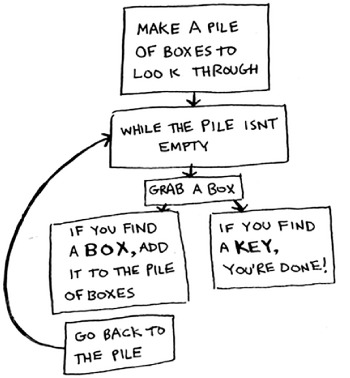 MAKE A PILE
OF BOXES TO
LOOK THROUGH
WHILE THE PILE ISNT
EMPTY
GRAB A BOX
IF YOU FIND
A BOX, ADD
IT TO THE PILE
OF BOXES
IF YOU FIND
A KEY,
YOU'RE DONE!
GO BACK TO
THE PILE